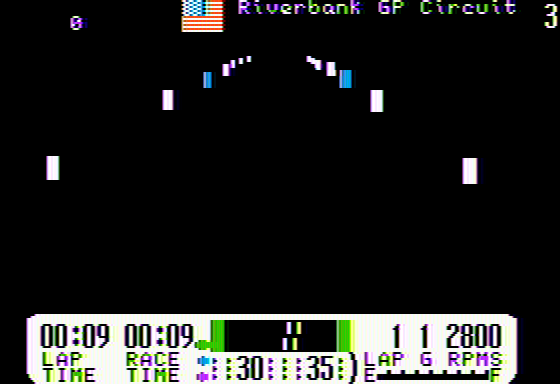 Riverbank GP Circuit 3
0
00:09 00:09 1 1 2800
LAP RACE LAP G RPMS
TIME TIME :::30:::35:) E F